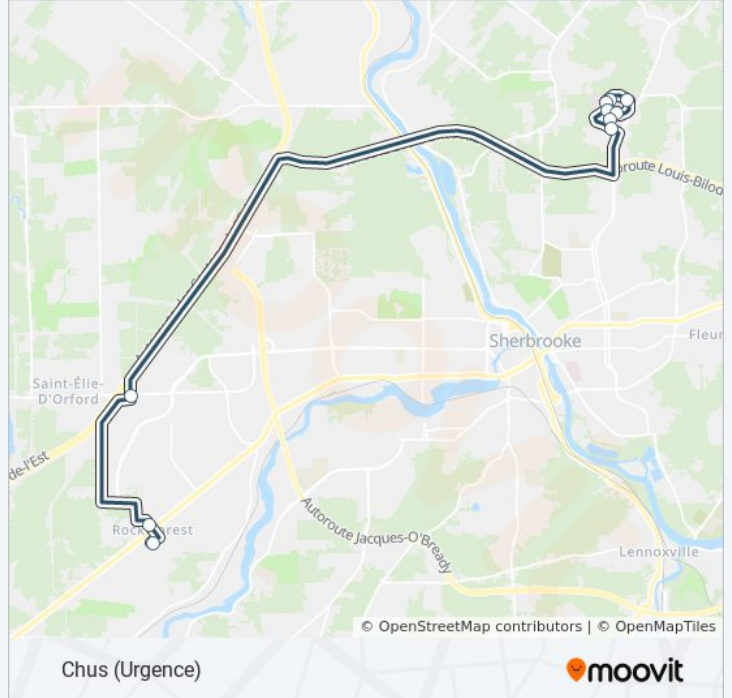 Autoroute Louis-Bilod
Sherbrooke
Fleur
Saint-Élie-
D'Orford
de-l'Est
Rock Forest
Autoroute Jacques-O'Bready
Lennoxville
© OpenStreetMap contributors | © OpenMapTiles
Chus (Urgence)
moovit